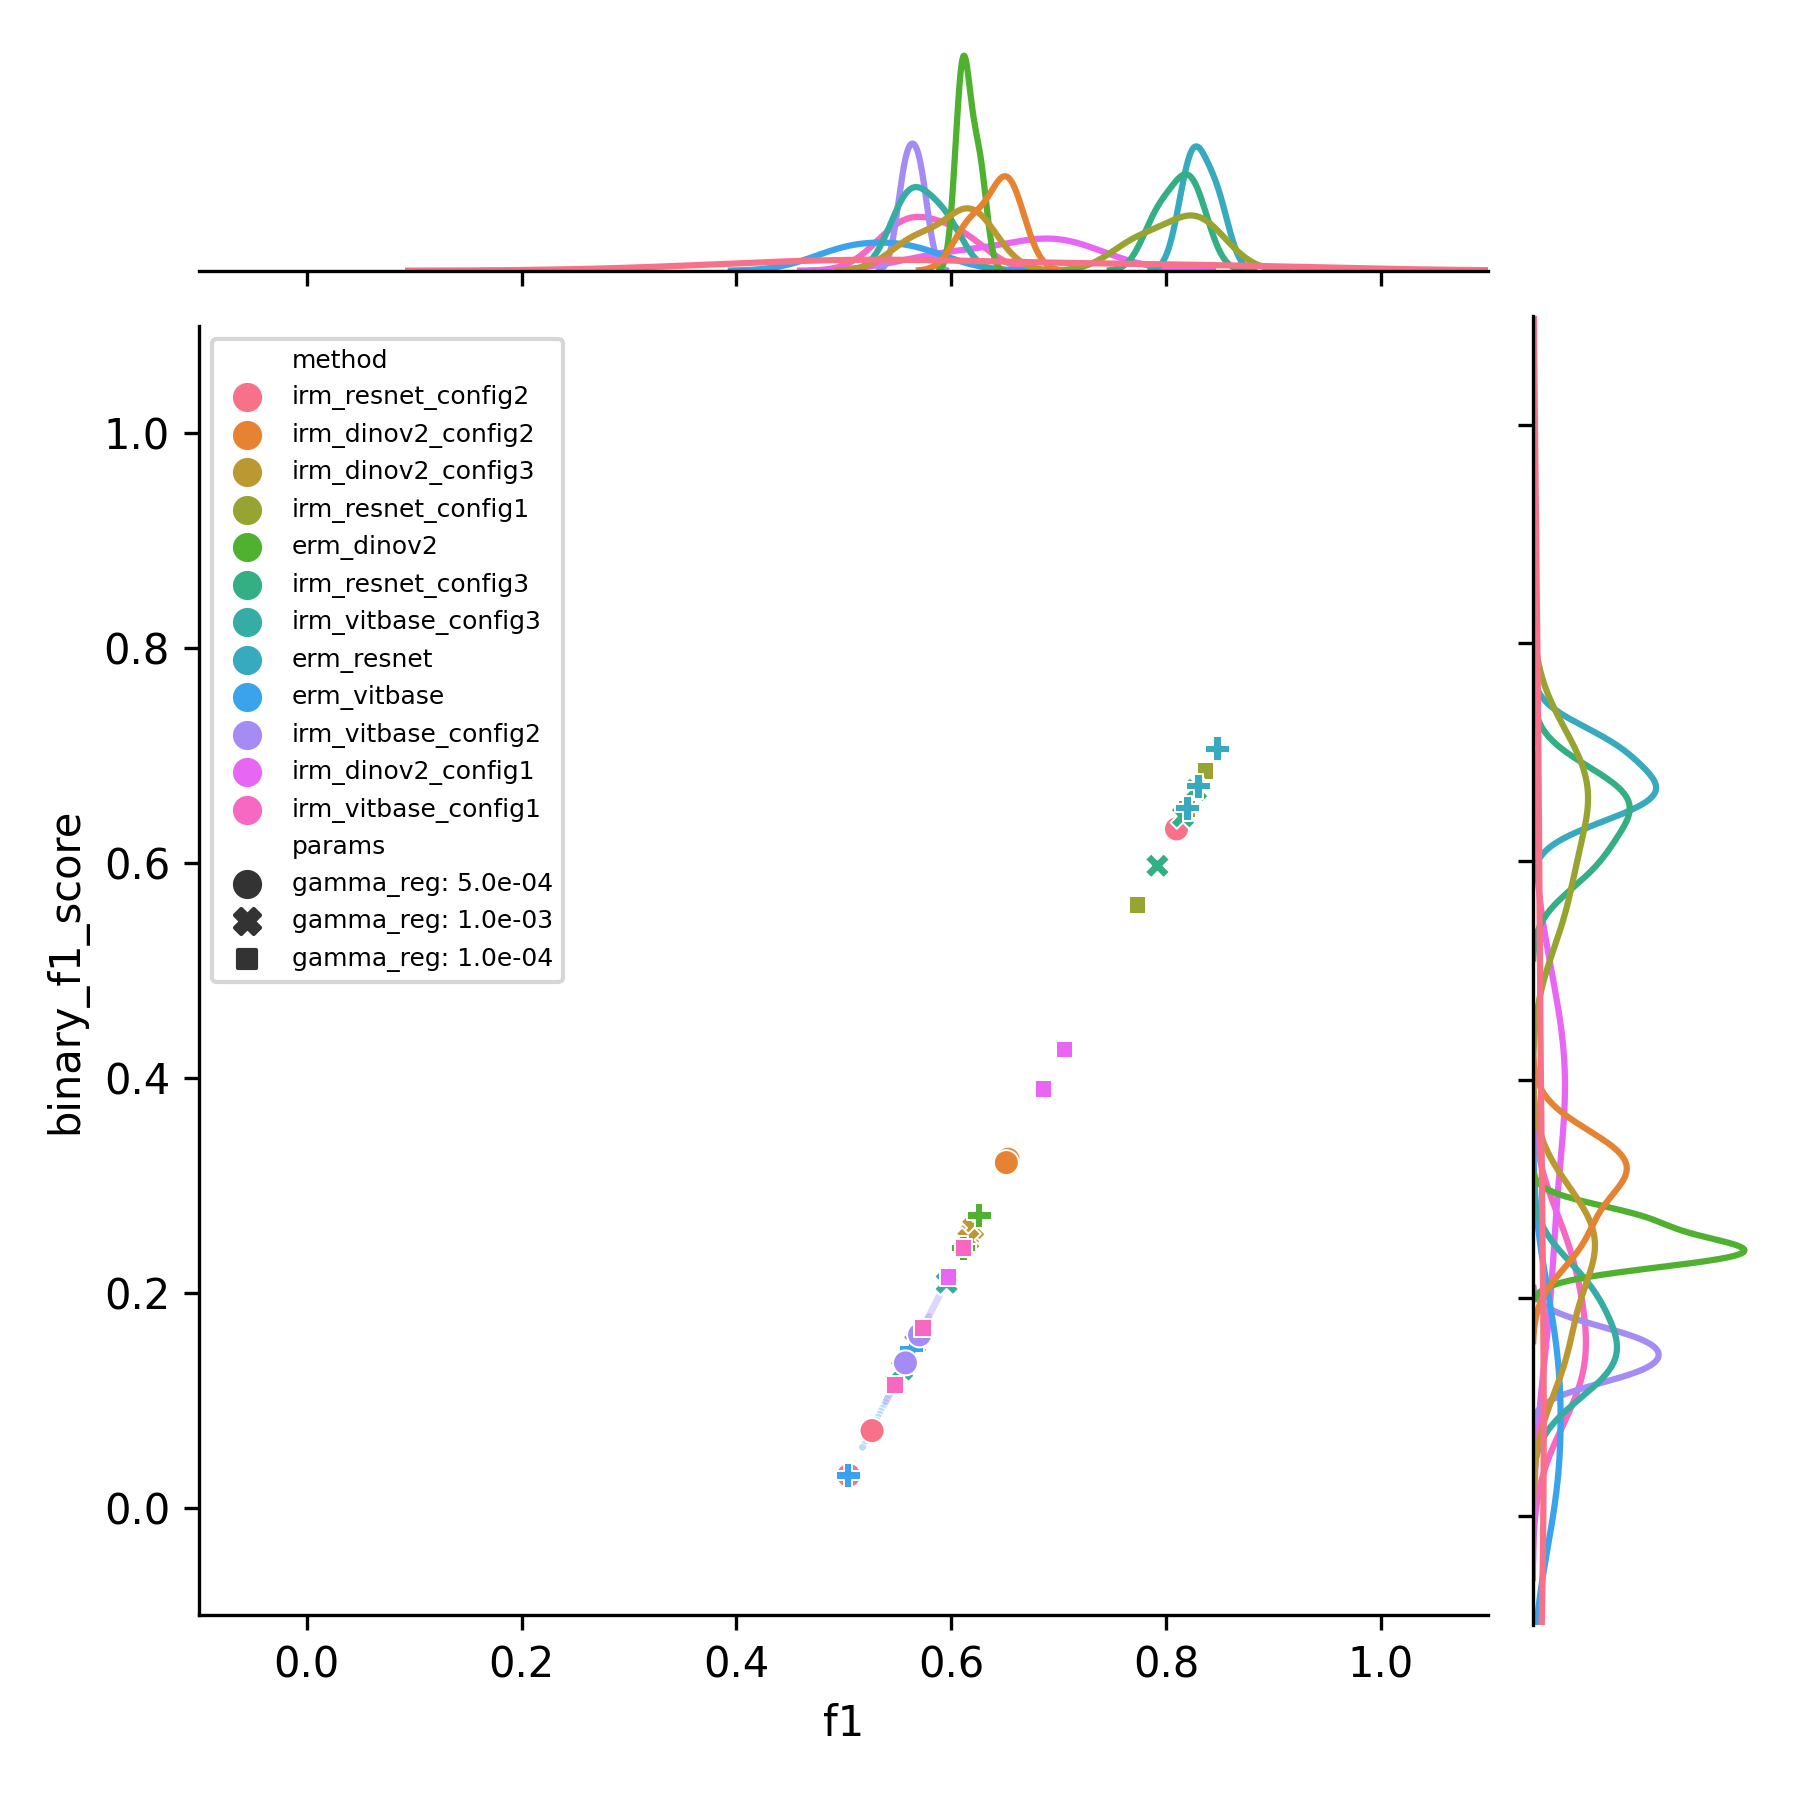 method
irm_resnet_config2
irm_dinov2_config2
irm_dinov2_config3
irm_resnet_config1
erm_dinov2
irm_resnet_config3
irm_vitbase_config3
erm_resnet
erm_vitbase
irm_vitbase_config2
irm_dinov2_config1
irm_vitbase_config1
params
gamma_reg: 5.0e-04
gamma_reg: 1.0e-03
gamma_reg: 1.0e-04
1.0
0.8
0.6
0.4
0.2
0.0
binary_f1_score
0.0 0.2 0.4 0.6 0.8 1.0
f1